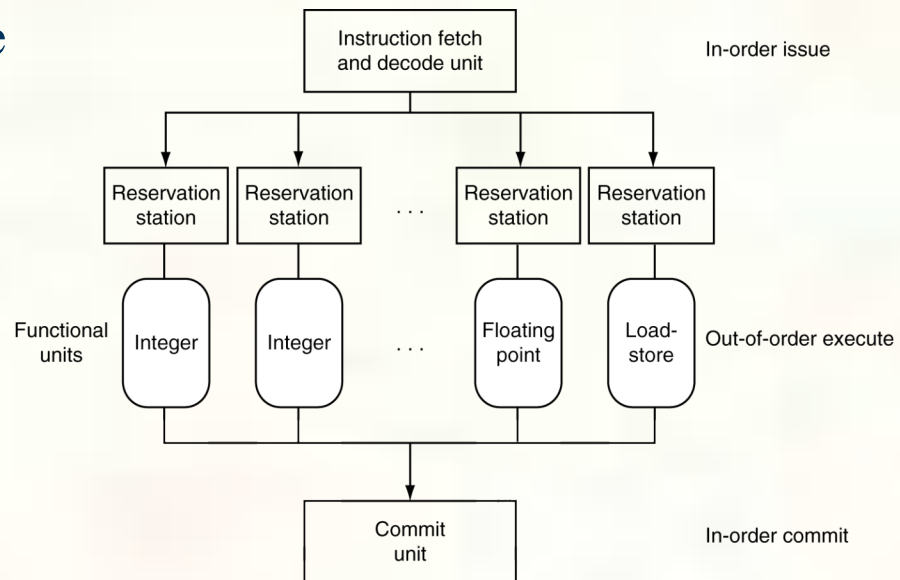 e
Instruction fetch
and decode unit
In-order issue
Reservation
station
Reservation
station
. . .
Reservation
station
Reservation
station
Functional
units
Integer
Integer
. . .
Floating
point
Load-
store
Out-of-order execute
Commit
unit
In-order commit